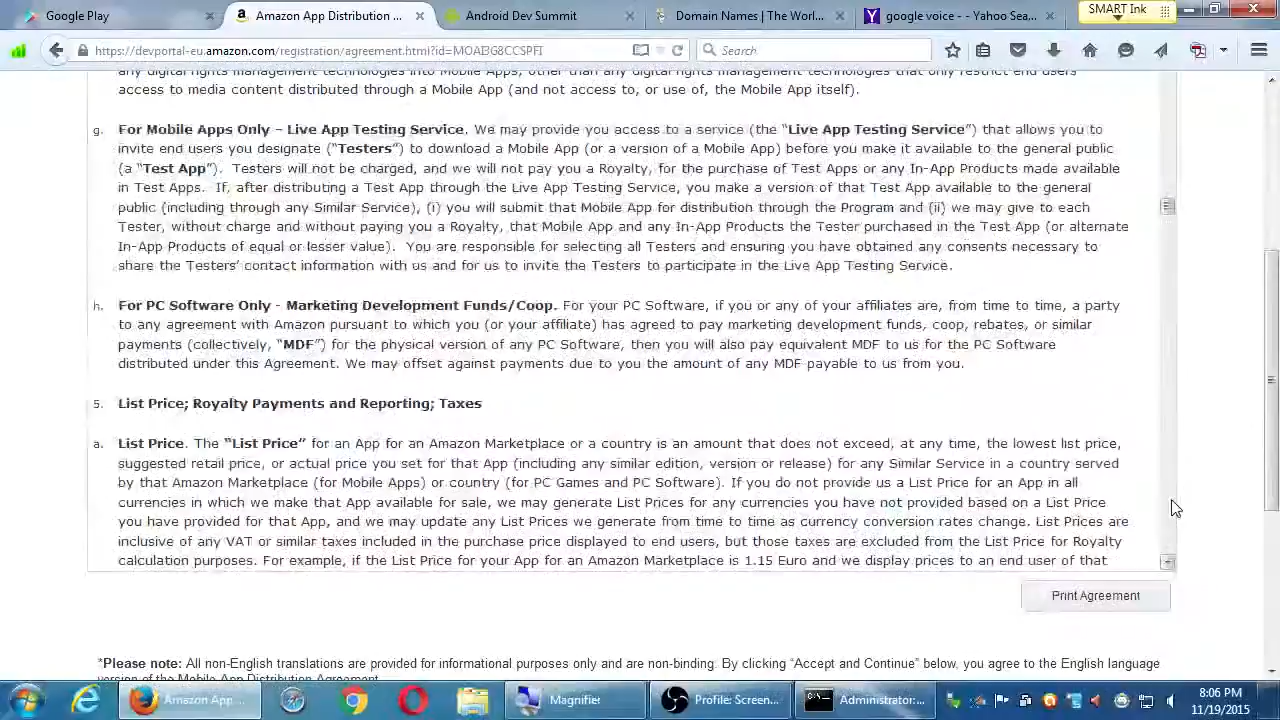 Google Play
Amazon App Distribution ...
Android Dev Summit
Domain Names | The Worl...
google voice - - Yahoo Sea...
SMART Ink
https://devportal-eu.amazon.com/registration/agreement.html?id=MOABG8CCSPFI
Search
any digital rights management technologies into Mobile Apps, other than any digital rights management technologies that only restrict end users'
access to media content distributed through a Mobile App (and not access to, or use of, the Mobile App itself).
g. For Mobile Apps Only – Live App Testing Service. We may provide you access to a service (the “Live App Testing Service”) that allows you to
invite end users you designate (“Testers”) to download a Mobile App (or a version of a Mobile App) before you make it available to the general public
(a “Test App”). Testers will not be charged, and we will not pay you a Royalty, for the purchase of Test Apps or any In-App Products made available
in Test Apps. If, after distributing a Test App through the Live App Testing Service, you make a version of that Test App available to the general
public (including through any Similar Service), (i) you will submit that Mobile App for distribution through the Program and (ii) we may give to each
Tester, without charge and without paying you a Royalty, that Mobile App and any In-App Products the Tester purchased in the Test App (or alternate
In-App Products of equal or lesser value). You are responsible for selecting all Testers and ensuring you have obtained any consents necessary to
share the Testers’ contact information with us and for us to invite the Testers to participate in the Live App Testing Service.
h. For PC Software Only - Marketing Development Funds/Coop. For your PC Software, if you or any of your affiliates are, from time to time, a party
to any agreement with Amazon pursuant to which you (or your affiliate) has agreed to pay marketing development funds, coop, rebates, or similar
payments (collectively, “MDF”) for the physical version of any PC Software, then you will also pay equivalent MDF to us for the PC Software
distributed under this Agreement. We may offset against payments due to you the amount of any MDF payable to us from you.
5. List Price; Royalty Payments and Reporting; Taxes
a. List Price. The “List Price” for an App for an Amazon Marketplace or a country is an amount that does not exceed, at any time, the lowest list price,
suggested retail price, or actual price you set for that App (including any similar edition, version or release) for any Similar Service in a country served
by that Amazon Marketplace (for Mobile Apps) or country (for PC Games and PC Software). If you do not provide us a List Price for an App in all
currencies in which we make that App available for sale, we may generate List Prices for any currencies you have not provided based on a List Price
you have provided for that App, and we may update any List Prices we generate from time to time as currency conversion rates change. List Prices are
inclusive of any VAT or similar taxes included in the purchase price displayed to end users, but those taxes are excluded from the List Price for Royalty
calculation purposes. For example, if the List Price for your App for an Amazon Marketplace is 1.15 Euro and we display prices to an end user of that
Print Agreement
*Please note: All non-English translations are provided for informational purposes only and are non-binding. By clicking “Accept and Continue” below, you agree to the English language
version of the Mobile App Distribution Agreement.
Amazon App ...
Magnifier
Profile: Screen...
Administrator:...
8:06 PM
11/19/2015